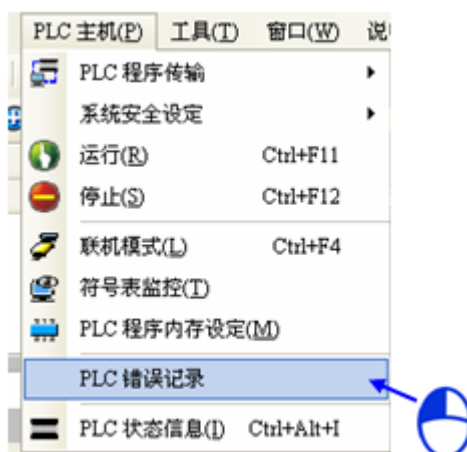 PLC 主机(P) 工具(T) 窗口(W) 说
PLC 程序传输
系统安全设定
运行(R) Ctrl+F11
停止(S) Ctrl+F12
联机模式(L) Ctrl+F4
符号表监控(T)
PLC 程序内存设定(M)
PLC 错误记录
PLC 状态信息(I) Ctrl+Alt+I